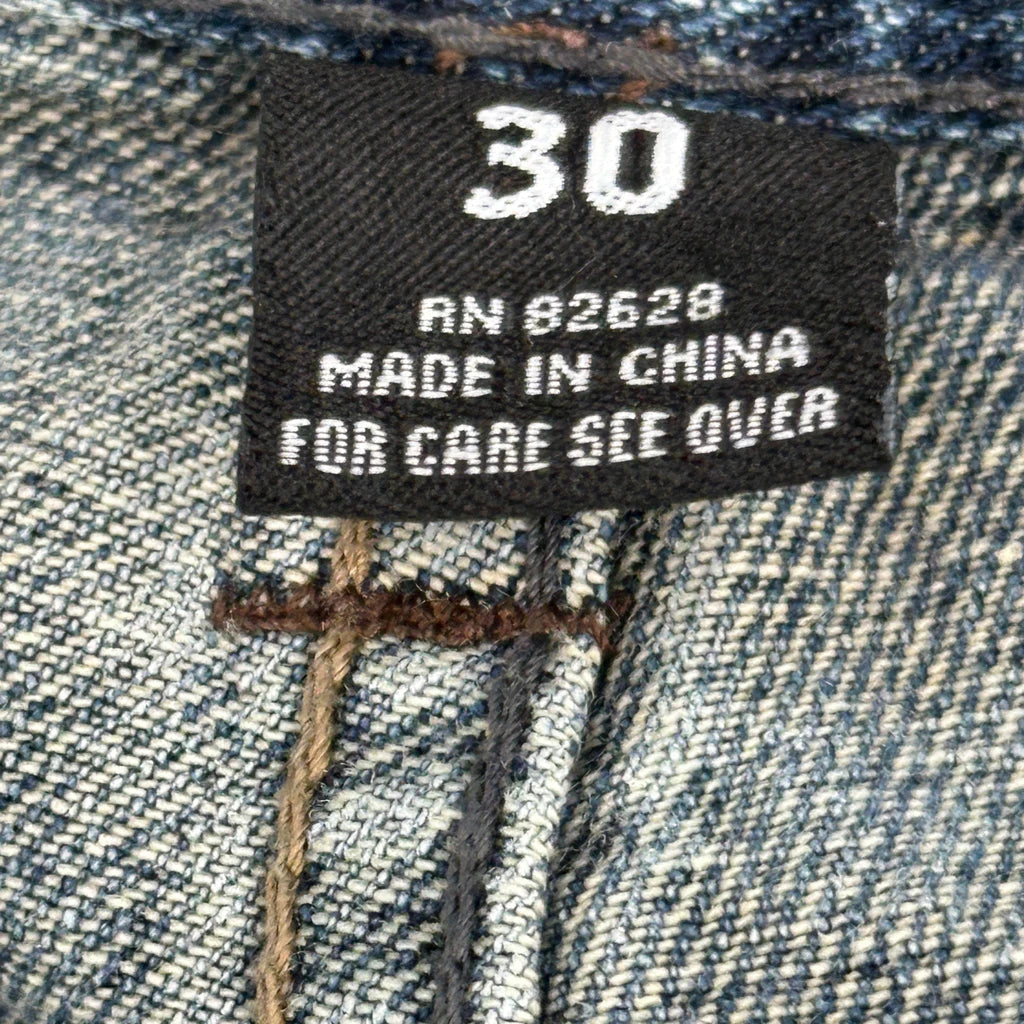 30
RN 82628
MADE IN CHINA
FOR CARE SEE OVER